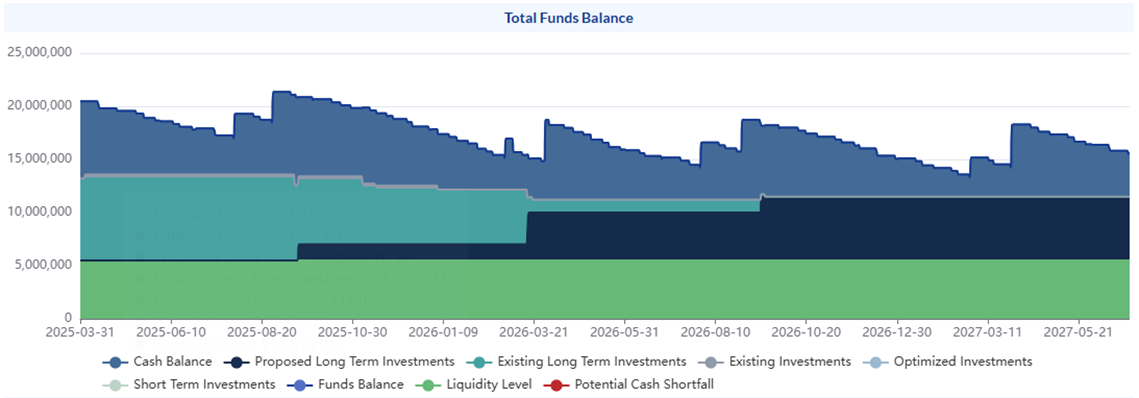 Total Funds Balance
25,000,000
20,000,000
15,000,000
10,000,000
5,000,000
0
2025-03-31 2025-06-10 2025-08-20 2025-10-30 2026-01-09 2026-03-21 2026-05-31 2026-08-10 2026-10-20 2026-12-30 2027-03-11 2027-05-21
Cash Balance Proposed Long Term Investments Existing Long Term Investments Existing Investments Optimized Investments
Short Term Investments Funds Balance Liquidity Level Potential Cash Shortfall